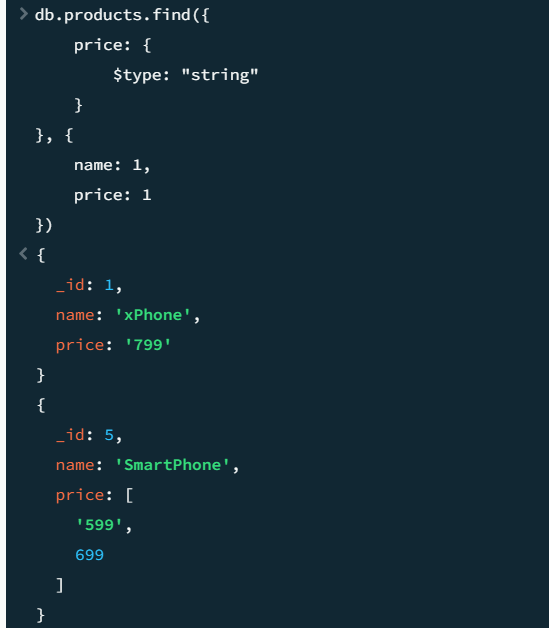 > db.products.find({
price: {
$type: "string"
}
}, {
name: 1,
price: 1
})
< {
_id: 1,
name: 'xPhone',
price: '799'
}
{
_id: 5,
name: 'SmartPhone',
price: [
'599',
699
]
}